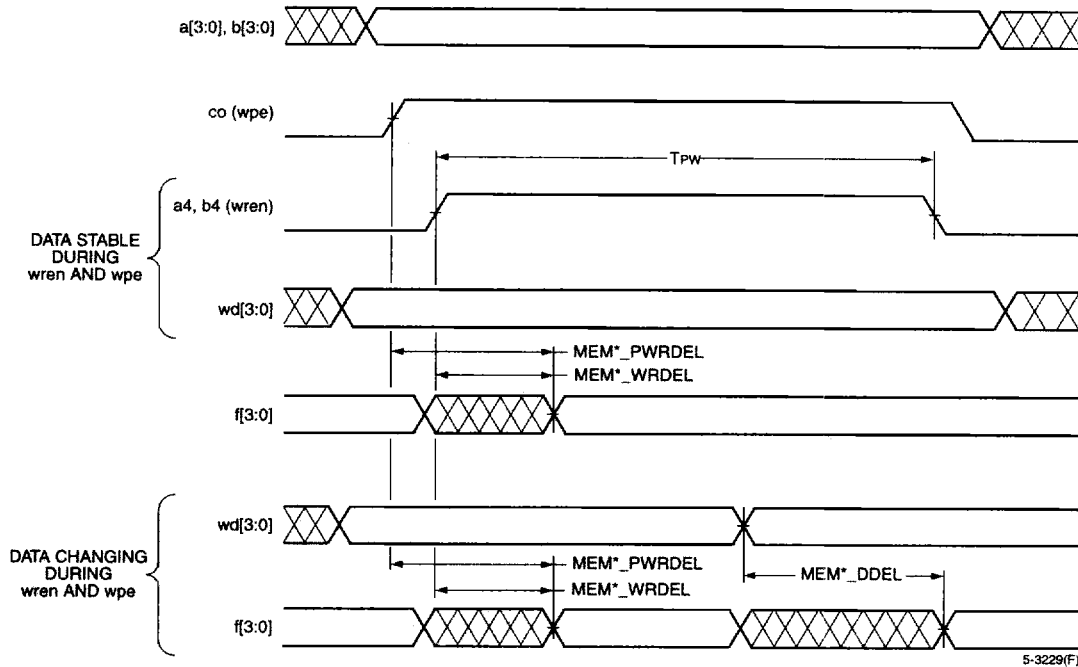 a[3:0], b[3:0]
co (wpe)
TPW
a4, b4 (wren)
DATA STABLE
DURING
wren AND wpe
wd[3:0]
MEM*_PWRDEL
MEM*_WRDEL
f[3:0]
wd[3:0]
DATA CHANGING
DURING
wren AND wpe
MEM*_PWRDEL
MEM*_DDEL
MEM*_WRDEL
f[3:0]
5-3229(F)